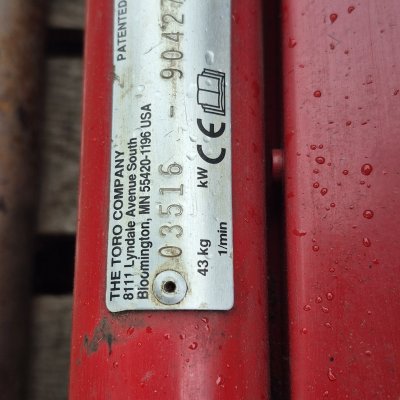 PATENTED
THE TORO COMPANY
8111 Lyndale Avenue South
Bloomington, MN 55420-1196 USA
03516 - 90427
kW CE
43 kg 1/min